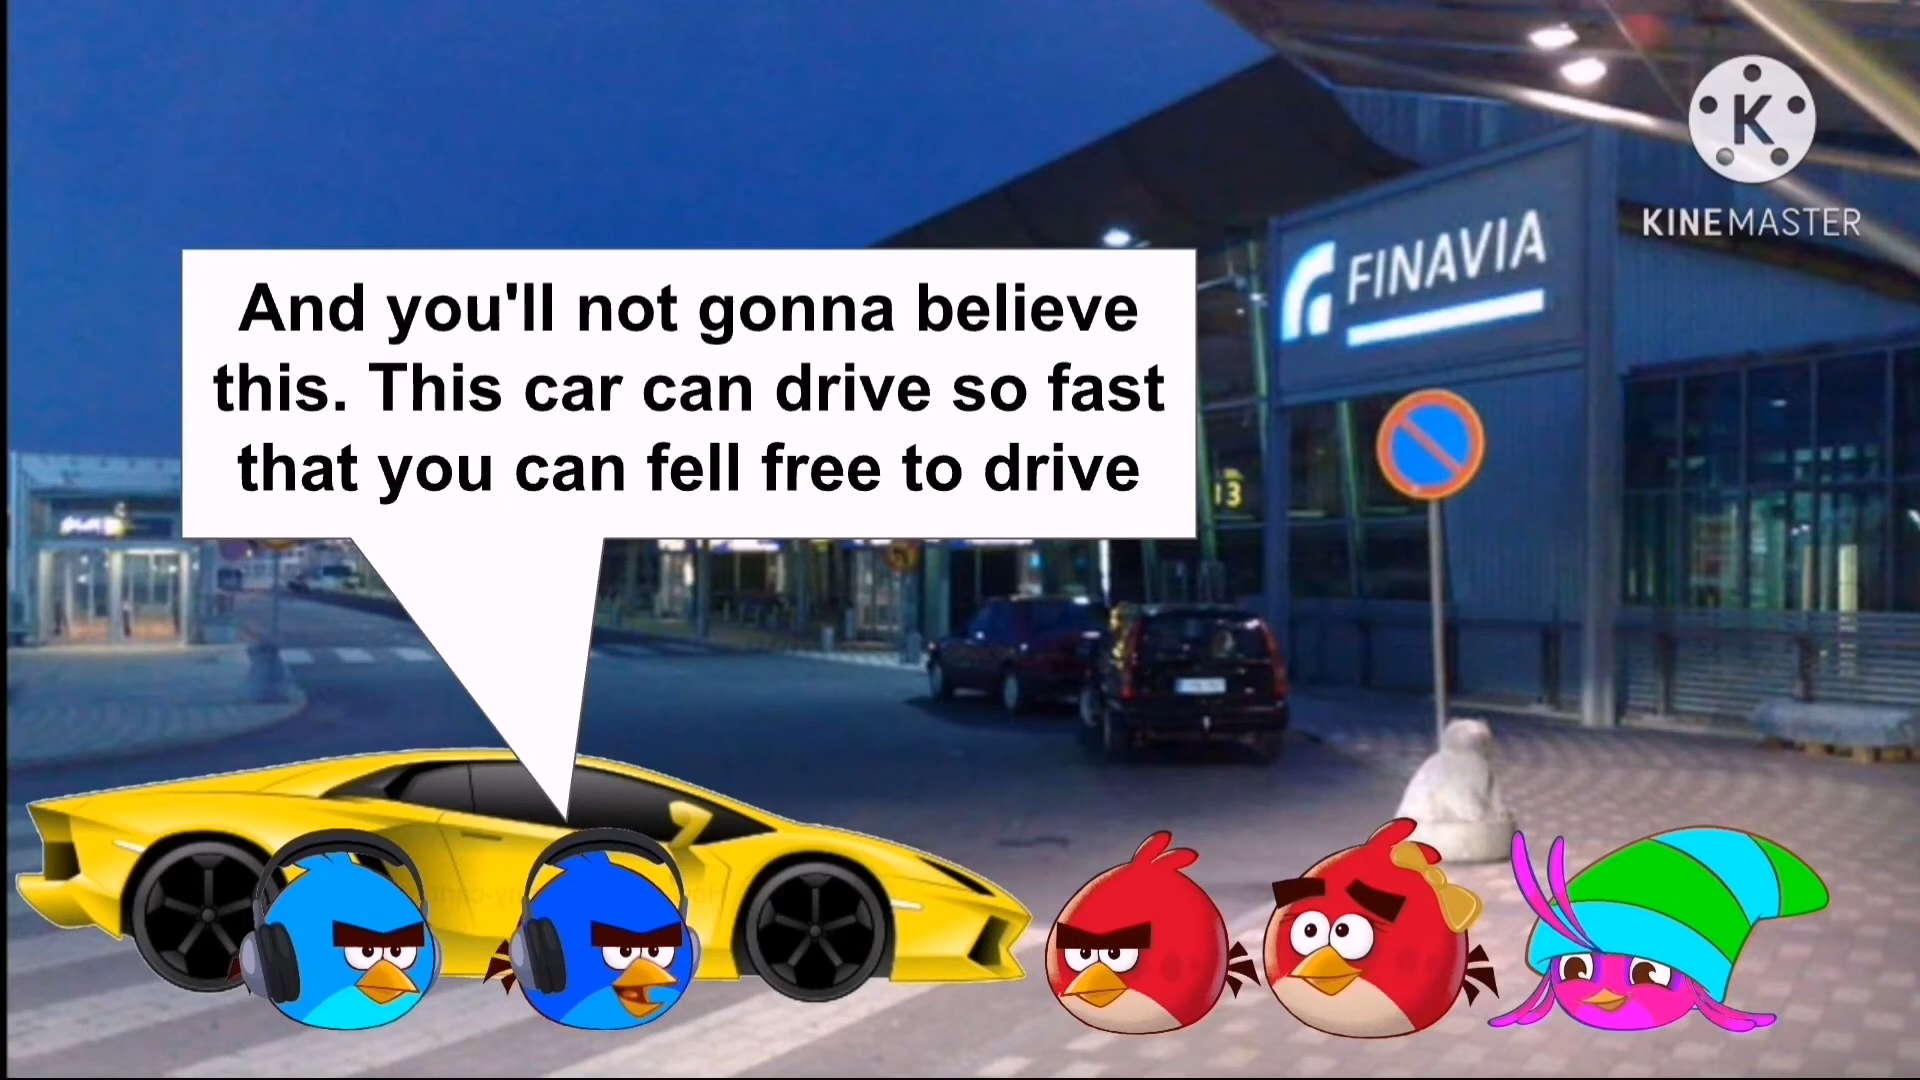 K
KINEMASTER
FINAVIA
And you'll not gonna believe
this. This car can drive so fast
that you can fell free to drive
13